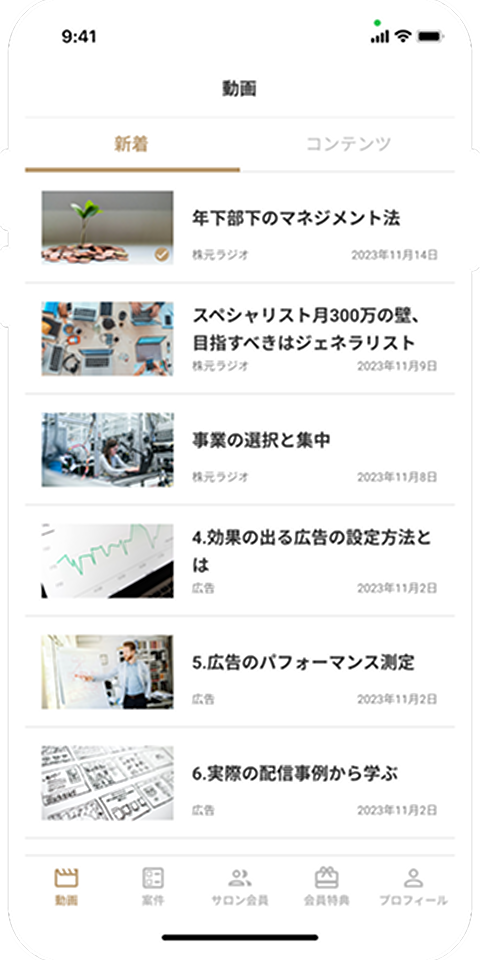 9:41
動画
新着
コンテンツ
年下部下のマネジメント法
株元ラジオ
2023年11月14日
スペシャリスト月300万の壁、
目指すべきはジェネラリスト
株元ラジオ
2023年11月9日
事業の選択と集中
株元ラジオ
2023年11月8日
4.効果の出る広告の設定方法と
は
広告
2023年11月2日
5.広告のパフォーマンス測定
広告
2023年11月2日
6.実際の配信事例から学ぶ
広告
2023年11月2日
動画
案件
サロン会員
会員特典
プロフィール